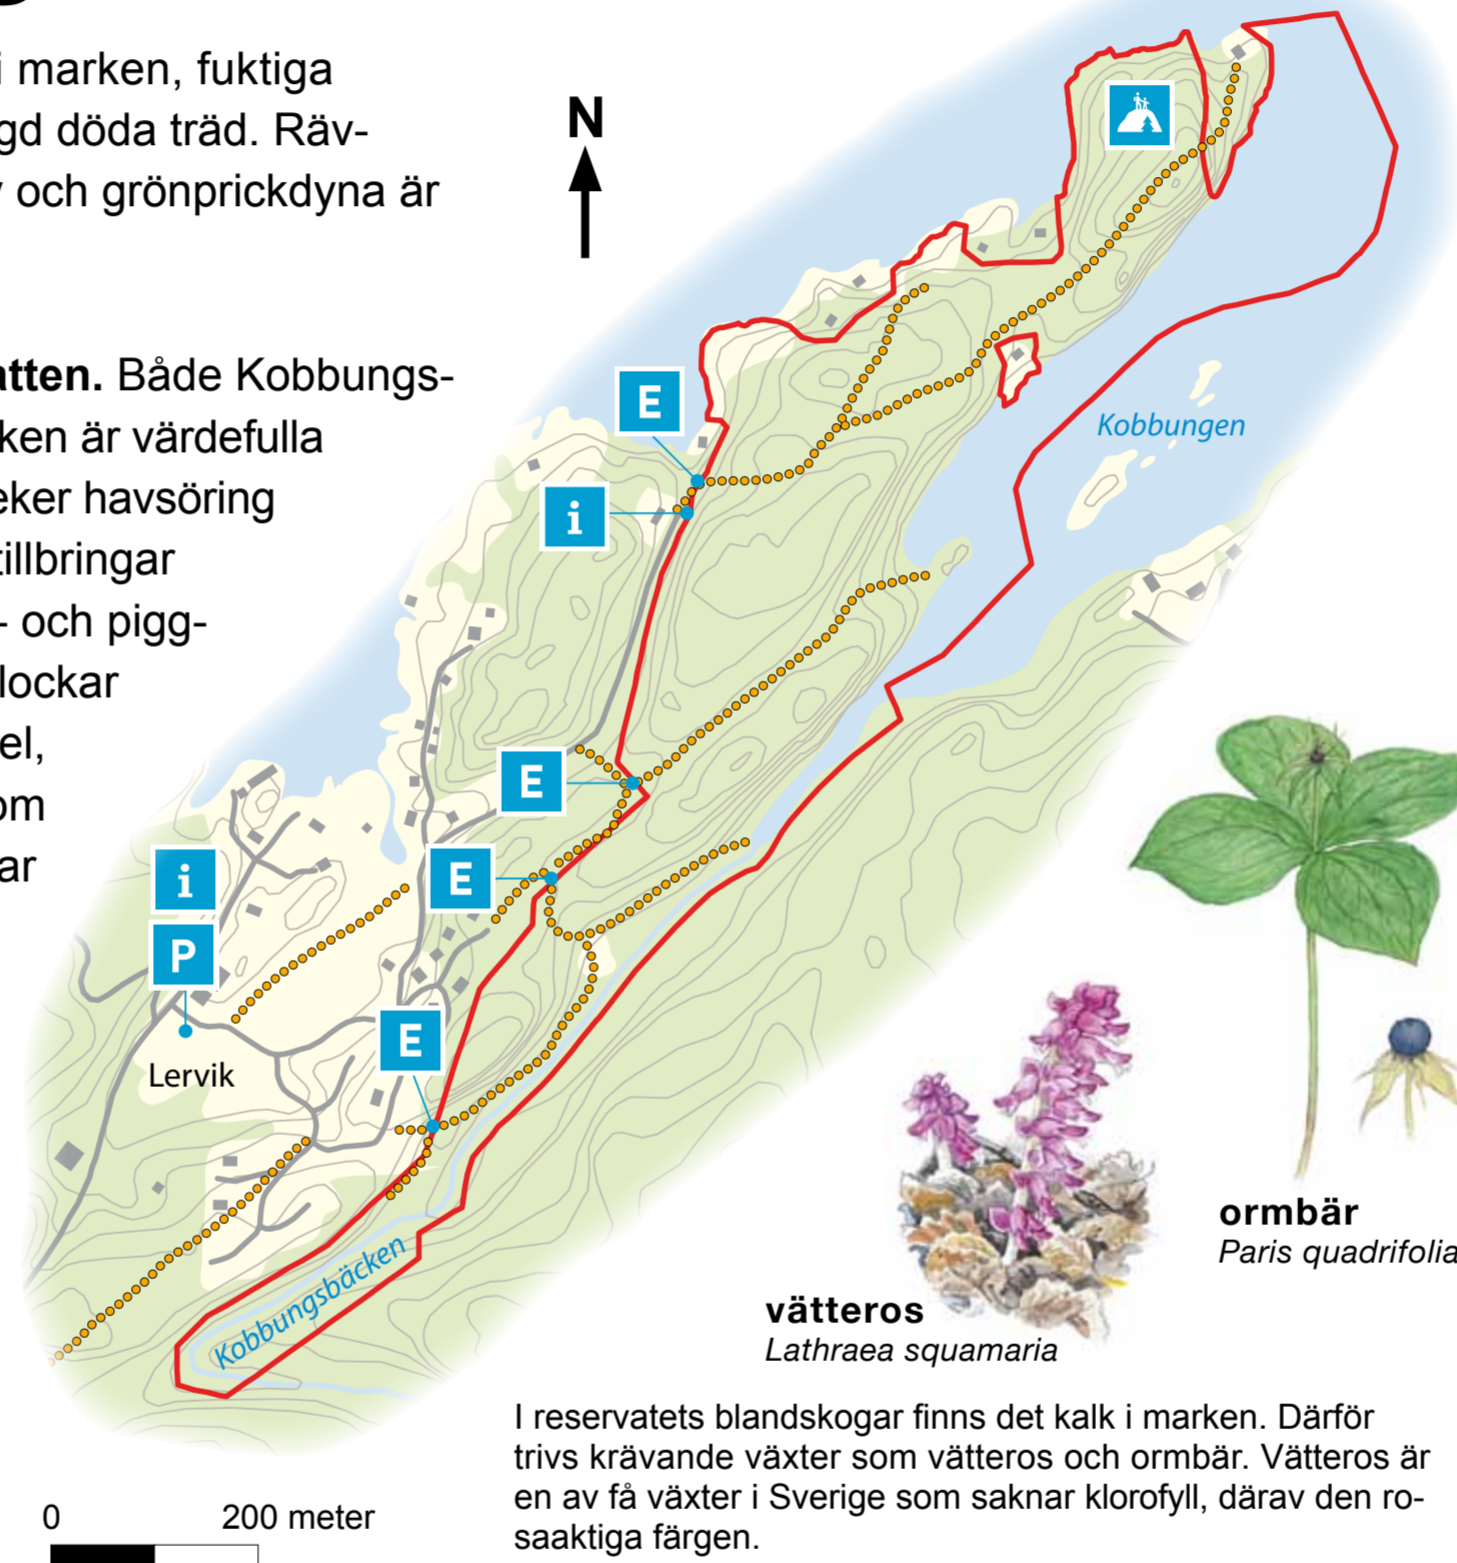 i marken, fuktiga
gd döda träd. Räv-
och grönprickdyna är
atten. Både Kobbungs-
ken är värdefulla
eker havsöring
tillbringar
- och pigg-
lockar
el,
om
ar
N
E
i
E
E
E
i
P
Lervik
Kobbungen
Kobbungsbäcken
ormbär
Paris quadrifolia
vätteros
Lathraea squamaria
I reservatets blandskogar finns det kalk i marken. Därför
trivs krävande växter som vätteros och ormbär. Vätteros är
en av få växter i Sverige som saknar klorofyll, därav den ro-
saaktiga färgen.
0 200 meter